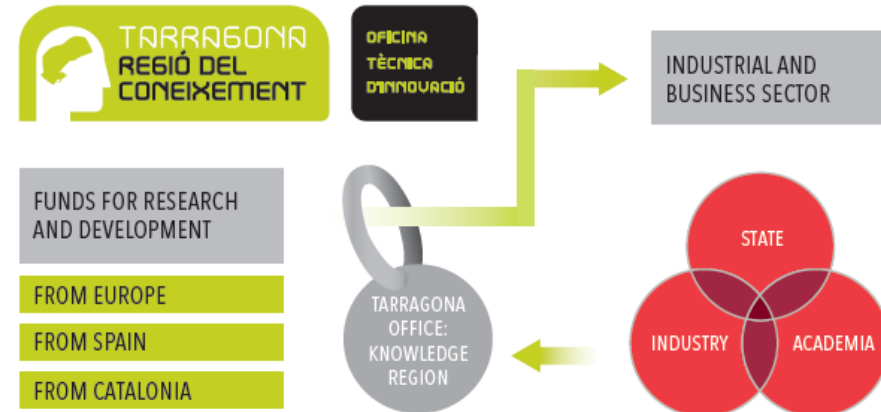 TARRAGONA
REGIÓ DEL
CONEIXEMENT
OFICINA
TÈCNICA
D'INNOVACIÓ
INDUSTRIAL AND
BUSINESS SECTOR
FUNDS FOR RESEARCH
AND DEVELOPMENT
FROM EUROPE
FROM SPAIN
FROM CATALONIA
TARRAGONA
OFFICE:
KNOWLEDGE
REGION
STATE
INDUSTRY
ACADEMIA